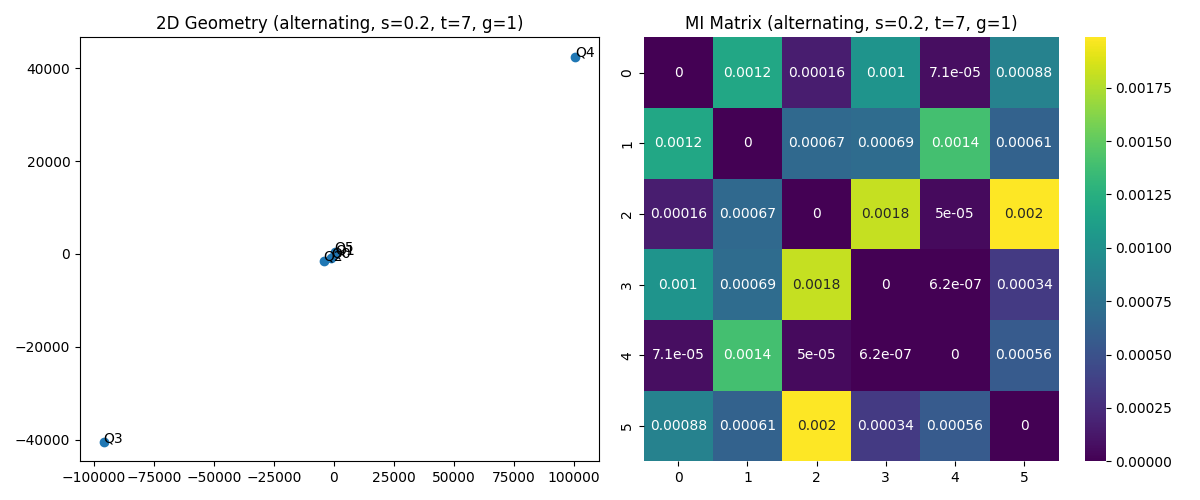 2D Geometry (alternating, s=0.2, t=7, g=1)
40000
20000
0
−20000
−40000
−100000 −75000 −50000 −25000 0 25000 50000 75000 100000
Q4
Q5
Q3
MI Matrix (alternating, s=0.2, t=7, g=1)
0 0 0.0012 0.00016 0.001 7.1e-05 0.00088
1 0.0012 0 0.00067 0.00069 0.0014 0.00061
2 0.00016 0.00067 0 0.0018 5e-05 0.002
3 0.001 0.00069 0.0018 0 6.2e-07 0.00034
4 7.1e-05 0.0014 5e-05 6.2e-07 0 0.00056
5 0.00088 0.00061 0.002 0.00034 0.00056 0
0 1 2 3 4 5
0.00175
0.00150
0.00125
0.00100
0.00075
0.00050
0.00025
0.00000